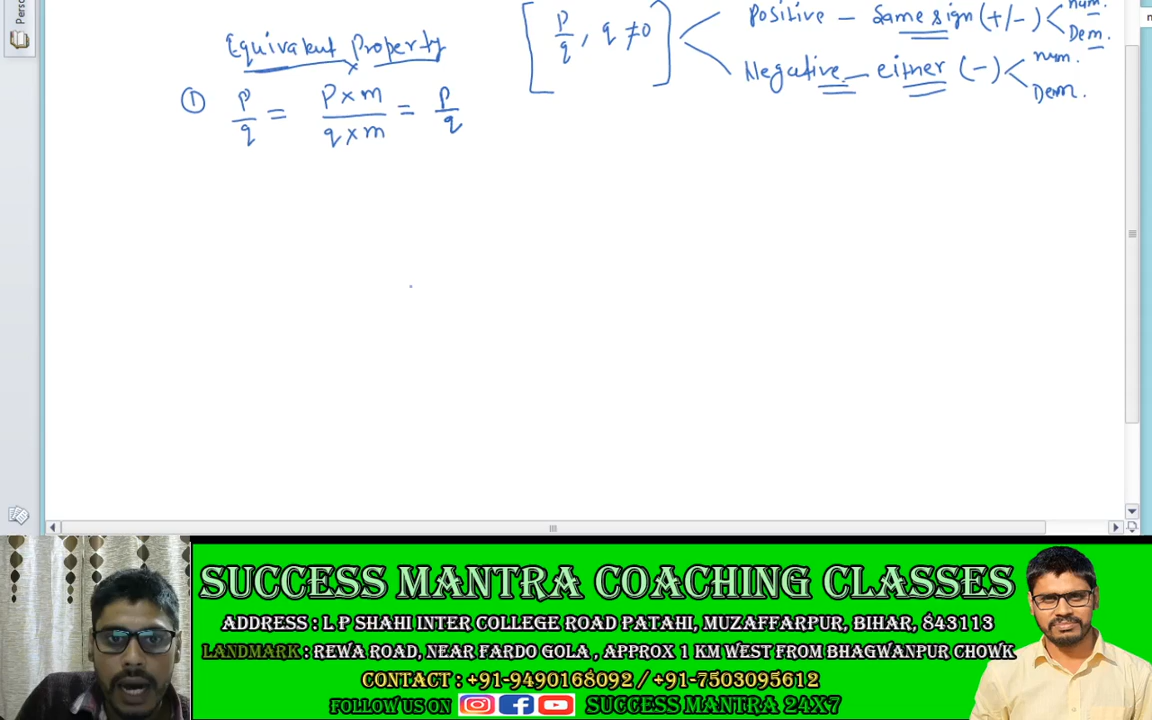 Perso
num.
Positive – Same sign (+/-)
p/q, q ≠ 0
Dem.
Equivalent Property
Negative – either (-)
num.
Dem.
① p/q = p×m/q×m = p/q
SUCCESS MANTRA COACHING CLASSES
ADDRESS : L P SHAHI INTER COLLEGE ROAD PATAHI, MUZAFFARPUR, BIHAR, 843113
LANDMARK : REWA ROAD, NEAR FARDO GOLA , APPROX 1 KM WEST FROM BHAGWANPUR CHOWK
CONTACT : +91-9490168092 / +91-7503095612
FOLLOW US ON SUCCESS MANTRA 24X7